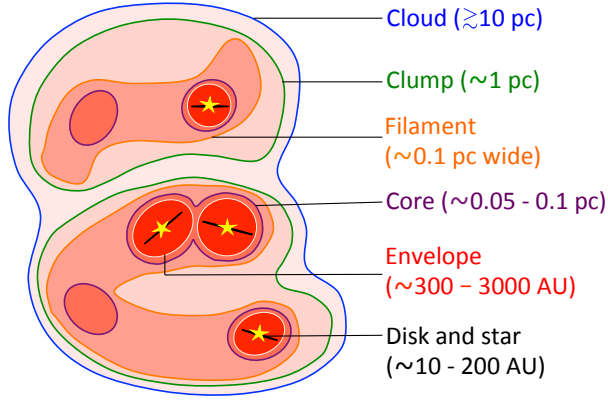 Cloud (≳10 pc)
Clump (~1 pc)
Filament
(~0.1 pc wide)
Core (~0.05 - 0.1 pc)
Envelope
(~300 – 3000 AU)
Disk and star
(~10 - 200 AU)